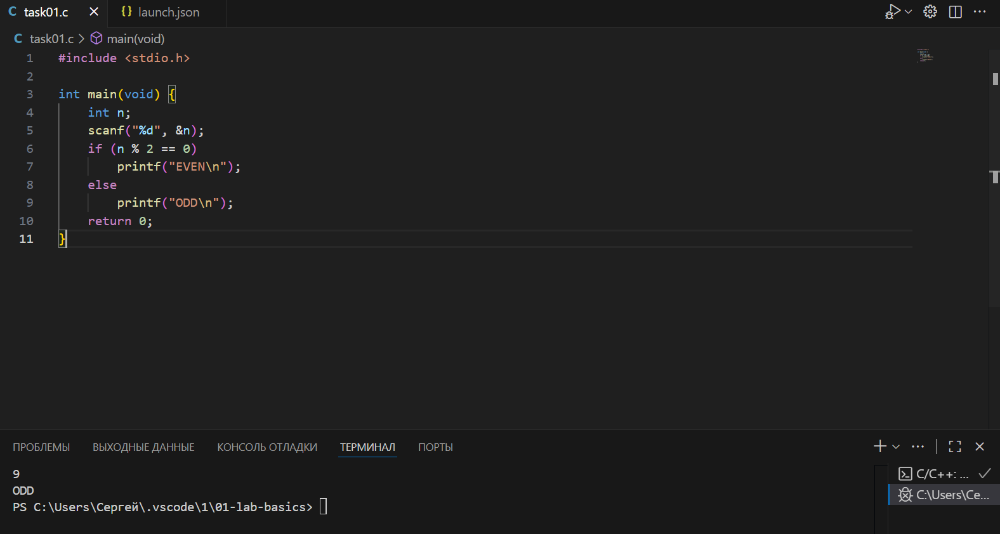 C task01.c × {} launch.json
C task01.c > main(void)
1 #include <stdio.h>
2
3 int main(void) {
4     int n;
5     scanf("%d", &n);
6     if (n % 2 == 0)
7         printf("EVEN\n");
8     else
9         printf("ODD\n");
10     return 0;
11 }
ПРОБЛЕМЫ ВЫХОДНЫЕ ДАННЫЕ КОНСОЛЬ ОТЛАДКИ ТЕРМИНАЛ ПОРТЫ
9
ODD
PS C:\Users\Сергей\.vscode\1\01-lab-basics>
C/C++: ...
C:\Users\Се...